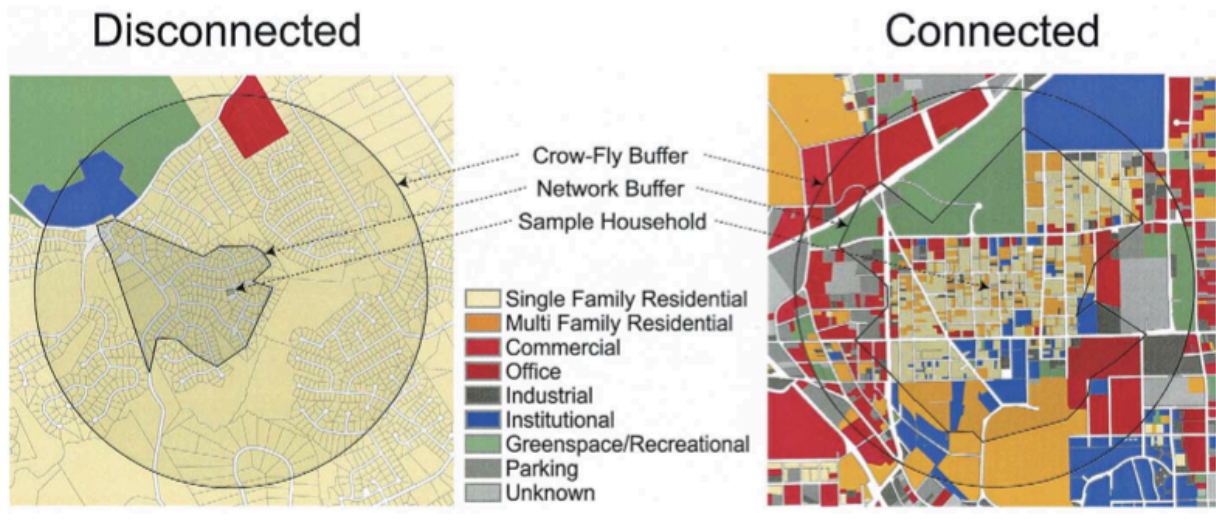 Disconnected
Connected
Crow-Fly Buffer
Network Buffer
Sample Household
Single Family Residential
Multi Family Residential
Commercial
Office
Industrial
Institutional
Greenspace/Recreational
Parking
Unknown